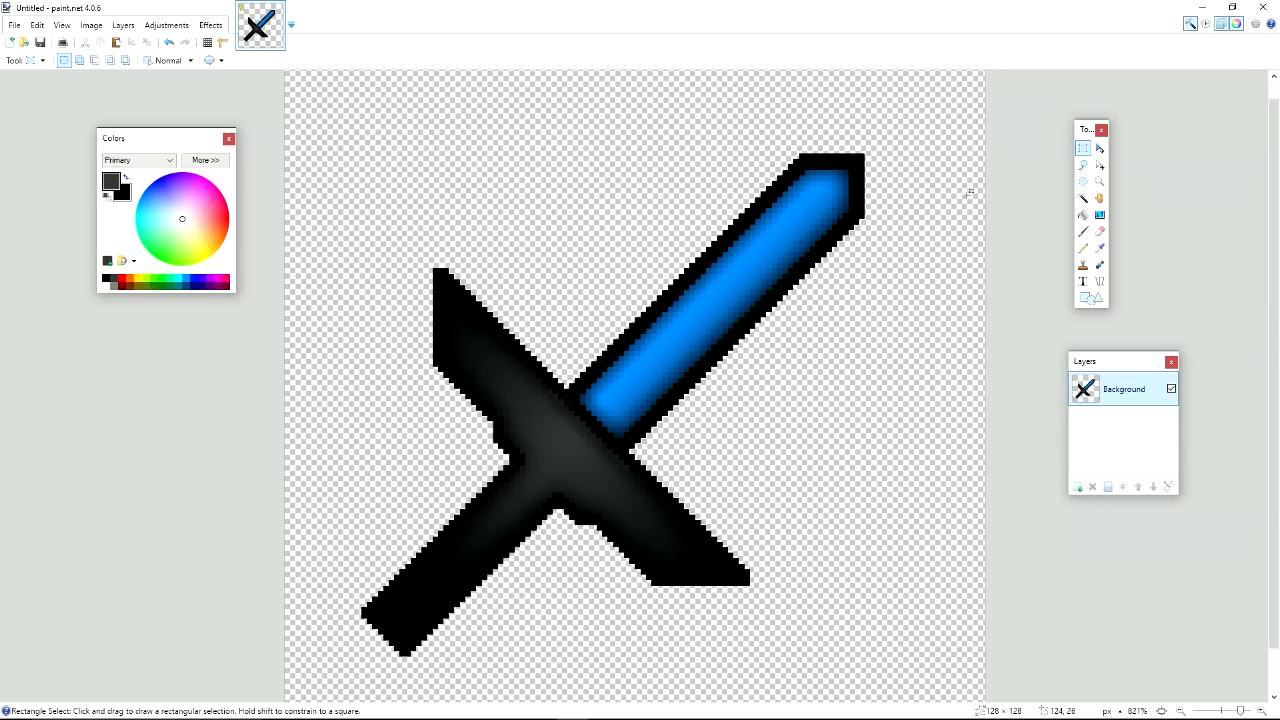 Untitled - paint.net 4.0.6
File Edit View Image Layers Adjustments Effects
Tool: Normal
Colors
Primary More >>
To...
Layers
Background
Rectangle Select: Click and drag to draw a rectangular selection. Hold shift to constrain to a square. 128 × 128 124, 26 px 821%